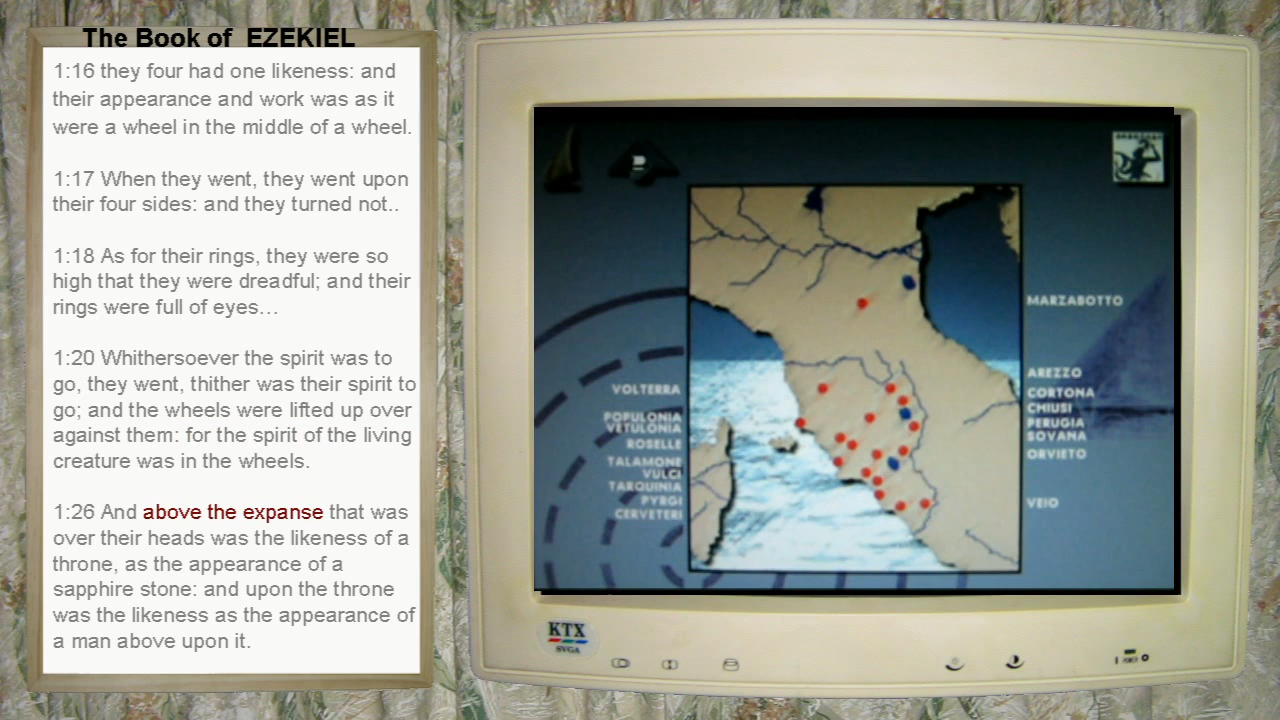 The Book of EZEKIEL
1:16 they four had one likeness: and
their appearance and work was as it
were a wheel in the middle of a wheel.
1:17 When they went, they went upon
their four sides: and they turned not..
1:18 As for their rings, they were so
high that they were dreadful; and their
rings were full of eyes…
1:20 Whithersoever the spirit was to
go, they went, thither was their spirit to
go; and the wheels were lifted up over
against them: for the spirit of the living
creature was in the wheels.
1:26 And above the expanse that was
over their heads was the likeness of a
throne, as the appearance of a
sapphire stone: and upon the throne
was the likeness as the appearance of
a man above upon it.
VOLTERRA
POPULONIA
VETULONIA
ROSELLE
TALAMONE
VULCI
TARQUINIA
PYRGI
CERVETERI
MARZABOTTO
AREZZO
CORTONA
CHIUSI
PERUGIA
SOVANA
ORVIETO
VEIO
KTX
SVGA
POWER